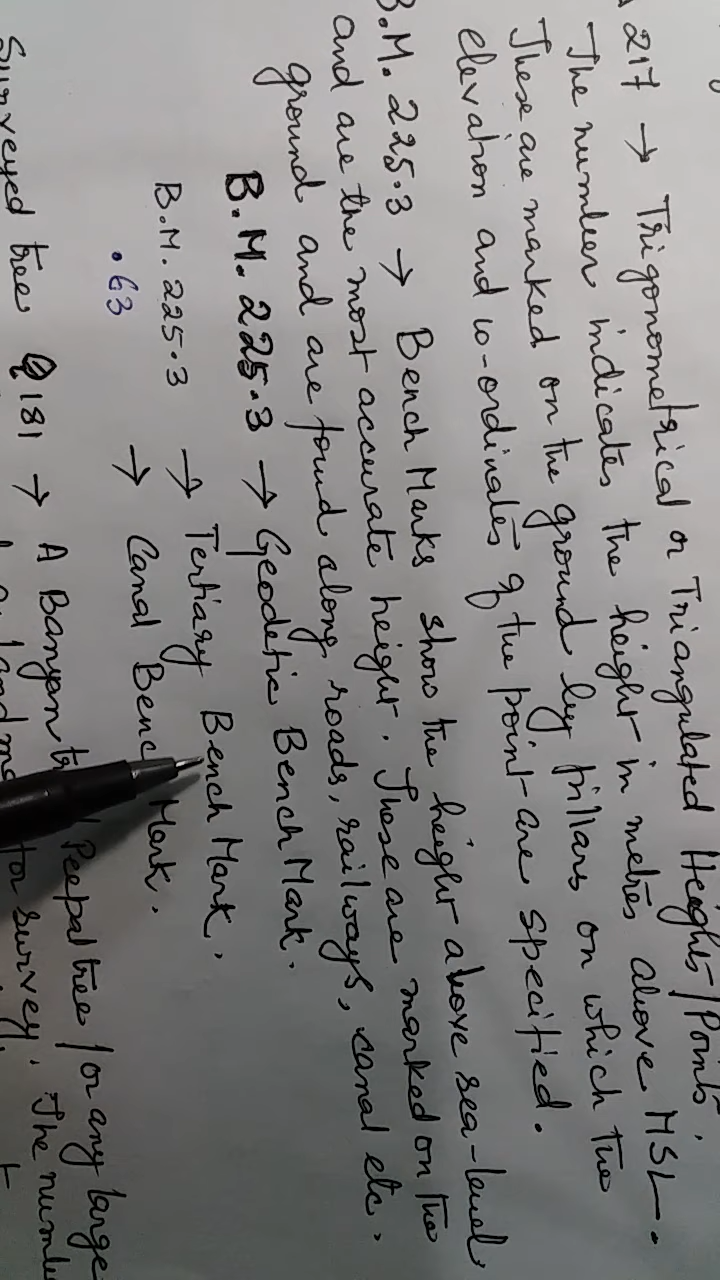 217 → Trigonometrical or Triangulated Heights/Points.
The number indicates the height in metres above MSL.
These are marked on the ground by pillars on which the
elevation and co-ordinates of the point are specified.
B.M. 225.3 → Bench Marks show the height above sea-level
and are the most accurate height. These are marked on the
ground and are found along roads, railways, canal etc.
B.M. 225.3 → Geodetic Bench Mark.
B.M. 225.3 → Tertiary Bench Mark.
.63 → Canal Benc Mark.
Surveyed tree 181 → A Banyan Peepal tree / or any large
for survey. The